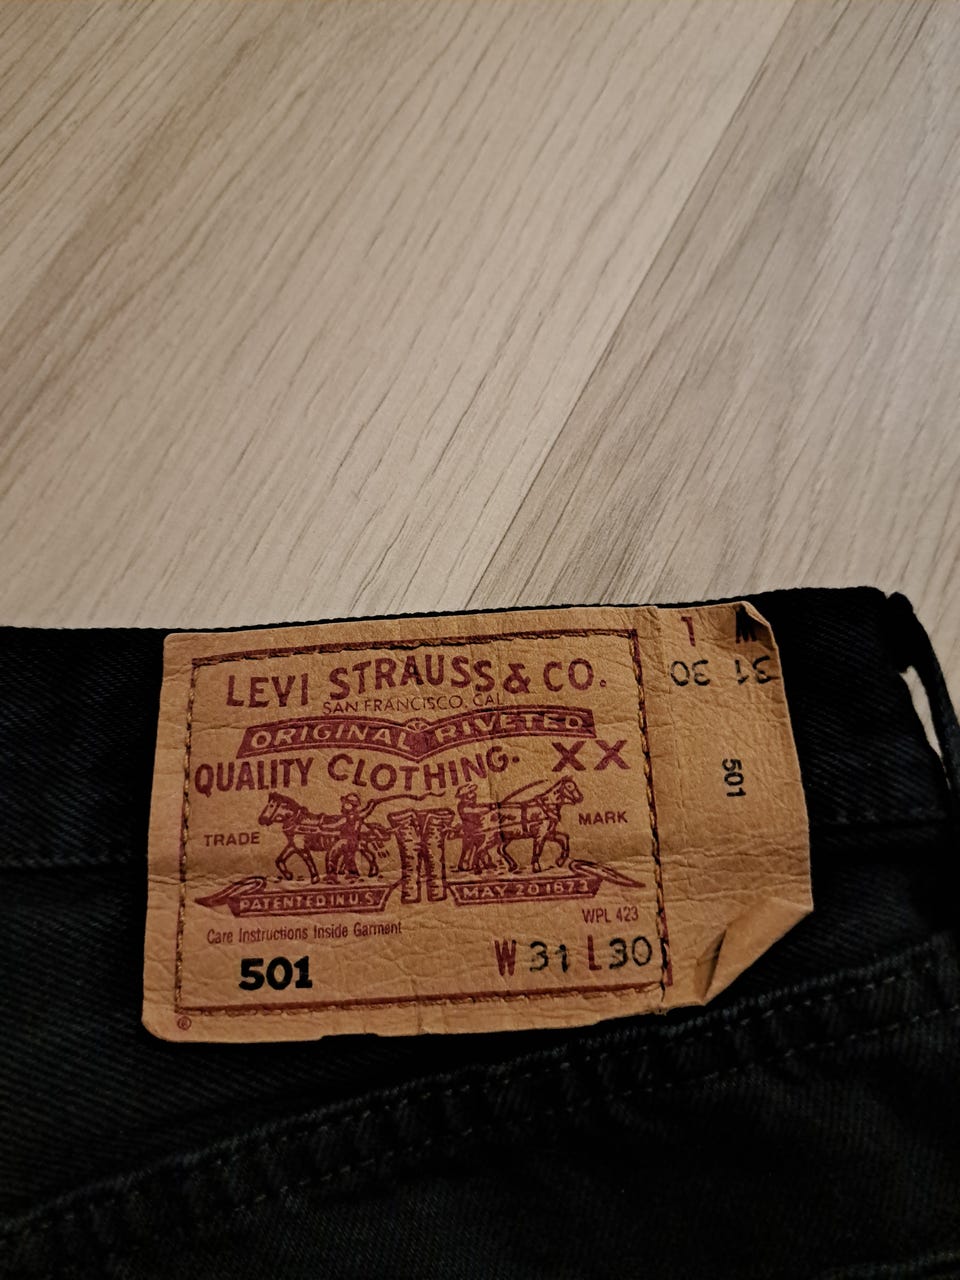 LEVI STRAUSS & CO.
SAN FRANCISCO, CAL
ORIGINAL RIVETED
QUALITY CLOTHING. XX
TRADE MARK
PATENTED IN U.S. MAY 20 1873
Care Instructions Inside Garment
WPL 423
501
W 31 L 30
®
L W
30 31
501